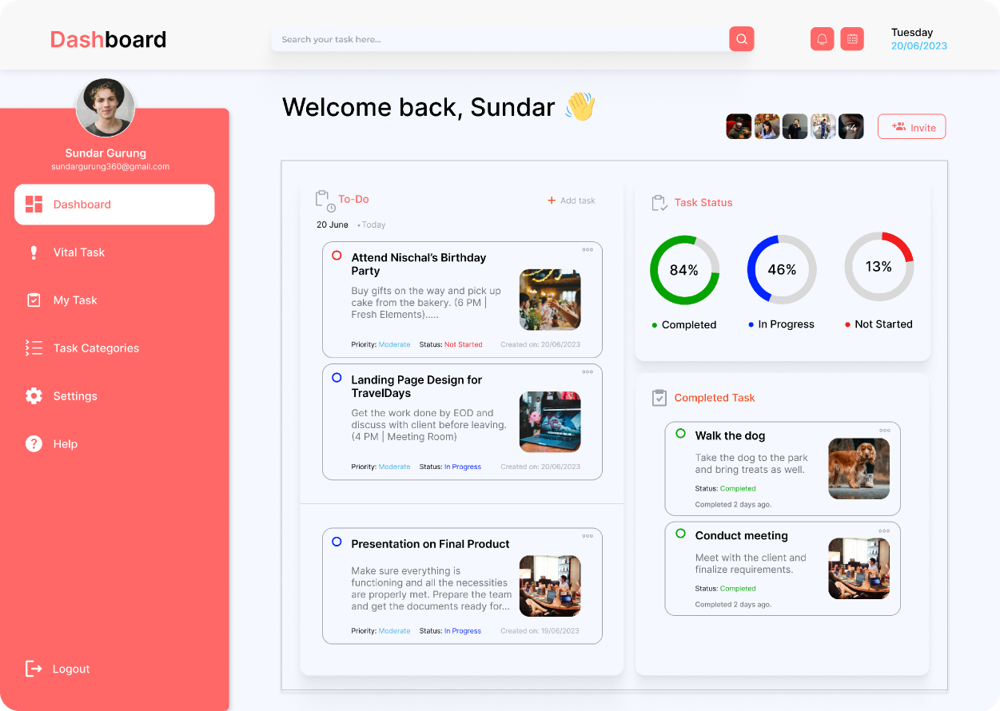 Dashboard
Search your task here...
Tuesday
20/06/2023
Sundar Gurung
sundargurung360@gmail.com
Dashboard
Vital Task
My Task
Task Categories
Settings
Help
Logout
Welcome back, Sundar 👋
+4
Invite
To-Do
+ Add task
20 June • Today
Attend Nischal’s Birthday
Party
Buy gifts on the way and pick up
cake from the bakery. (6 PM |
Fresh Elements).....
Priority: Moderate Status: Not Started Created on: 20/06/2023
Landing Page Design for
TravelDays
Get the work done by EOD and
discuss with client before leaving.
(4 PM | Meeting Room)
Priority: Moderate Status: In Progress Created on: 20/06/2023
Presentation on Final Product
Make sure everything is
functioning and all the necessities
are properly met. Prepare the team
and get the documents ready for...
Priority: Moderate Status: In Progress Created on: 19/06/2023
Task Status
84% 46% 13%
• Completed • In Progress • Not Started
Completed Task
Walk the dog
Take the dog to the park
and bring treats as well.
Status: Completed
Completed 2 days ago.
Conduct meeting
Meet with the client and
finalize requirements.
Status: Completed
Completed 2 days ago.